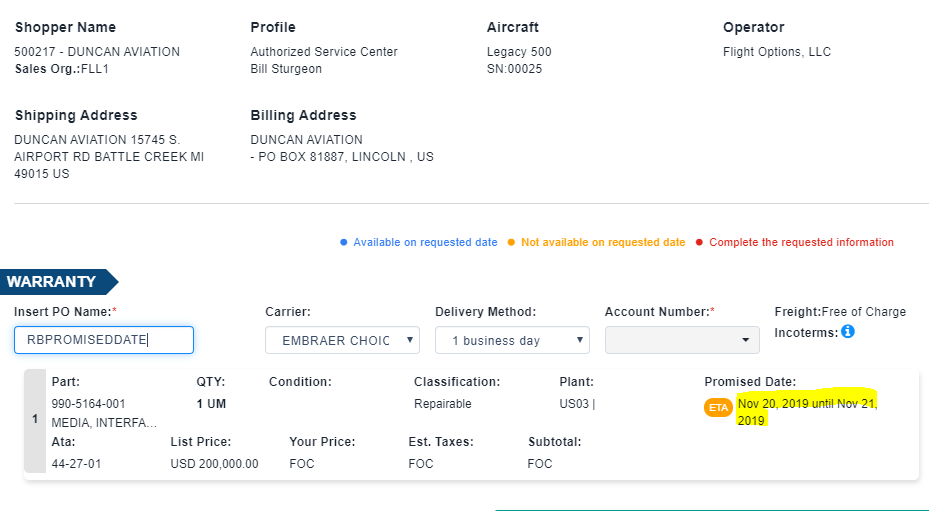 Shopper Name
500217 - DUNCAN AVIATION
Sales Org.:FLL1
Profile
Authorized Service Center
Bill Sturgeon
Aircraft
Legacy 500
SN:00025
Operator
Flight Options, LLC
Shipping Address
DUNCAN AVIATION 15745 S.
AIRPORT RD BATTLE CREEK MI
49015 US
Billing Address
DUNCAN AVIATION
- PO BOX 81887, LINCOLN , US
Available on requested date
Not available on requested date
Complete the requested information
WARRANTY
Insert PO Name:*
RBPROMISEDDATE
Carrier:
EMBRAER CHOIC
Delivery Method:
1 business day
Account Number:*
Freight:Free of Charge
Incoterms:
1
Part:
990-5164-001
MEDIA, INTERFA...
QTY:
1 UM
Condition:
Classification:
Repairable
Plant:
US03 |
Promised Date:
ETA
Nov 20, 2019 until Nov 21,
2019
Ata:
44-27-01
List Price:
USD 200,000.00
Your Price:
FOC
Est. Taxes:
FOC
Subtotal:
FOC